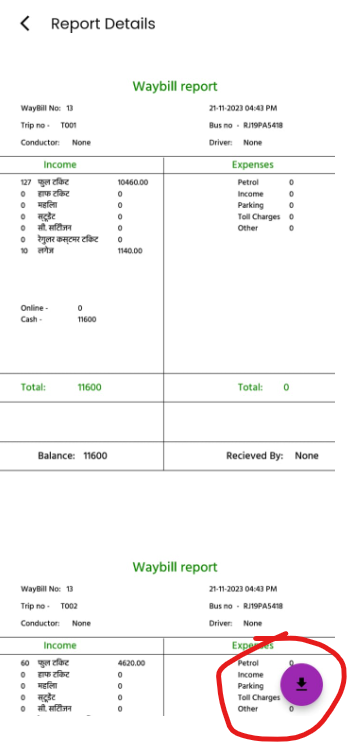 Report Details
Waybill report
WayBill No: 13 21-11-2023 04:43 PM
Trip no - T001 Bus no - RJ19PA5418
Conductor: None Driver: None
Income Expenses
127 फुल टकिट 10460.00 Petrol 0
0 हाफ टकिट 0 Income 0
0 महलिा 0 Parking 0
0 सटूडेंट 0 Toll Charges 0
0 सी. सटिीजन 0 Other 0
0 रेगुलर कसटमर टकिट 0
10 लगेज 1140.00
Online - 0
Cash - 11600
Total: 11600 Total: 0
Balance: 11600 Recieved By: None
Waybill report
WayBill No: 13 21-11-2023 04:43 PM
Trip no - T002 Bus no - RJ19PA5418
Conductor: None Driver: None
Income Expenses
60 फुल टकिट 4620.00 Petrol 0
0 हाफ टकिट 0 Income
0 महलिा 0 Parking
0 सटूडेंट 0 Toll Charges
0 सी. सटिीजन 0 Other 0